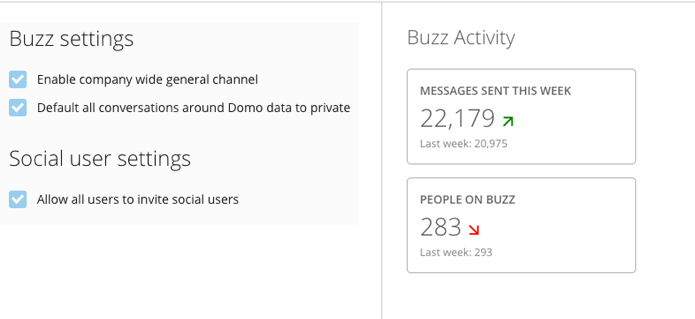 Buzz settings
Enable company wide general channel
Default all conversations around Domo data to private
Social user settings
Allow all users to invite social users
Buzz Activity
MESSAGES SENT THIS WEEK
22,179
Last week: 20,975
PEOPLE ON BUZZ
283
Last week: 293